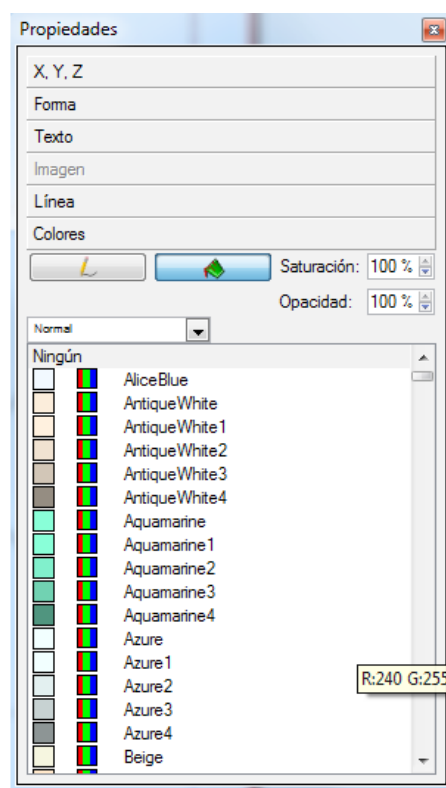 Propiedades
X, Y, Z
Forma
Texto
Imagen
Línea
Colores
Saturación: 100 %
Opacidad: 100 %
Normal
Ningún
AliceBlue
AntiqueWhite
AntiqueWhite1
AntiqueWhite2
AntiqueWhite3
AntiqueWhite4
Aquamarine
Aquamarine1
Aquamarine2
Aquamarine3
Aquamarine4
Azure
Azure1
Azure2
R:240 G:255
Azure3
Azure4
Beige